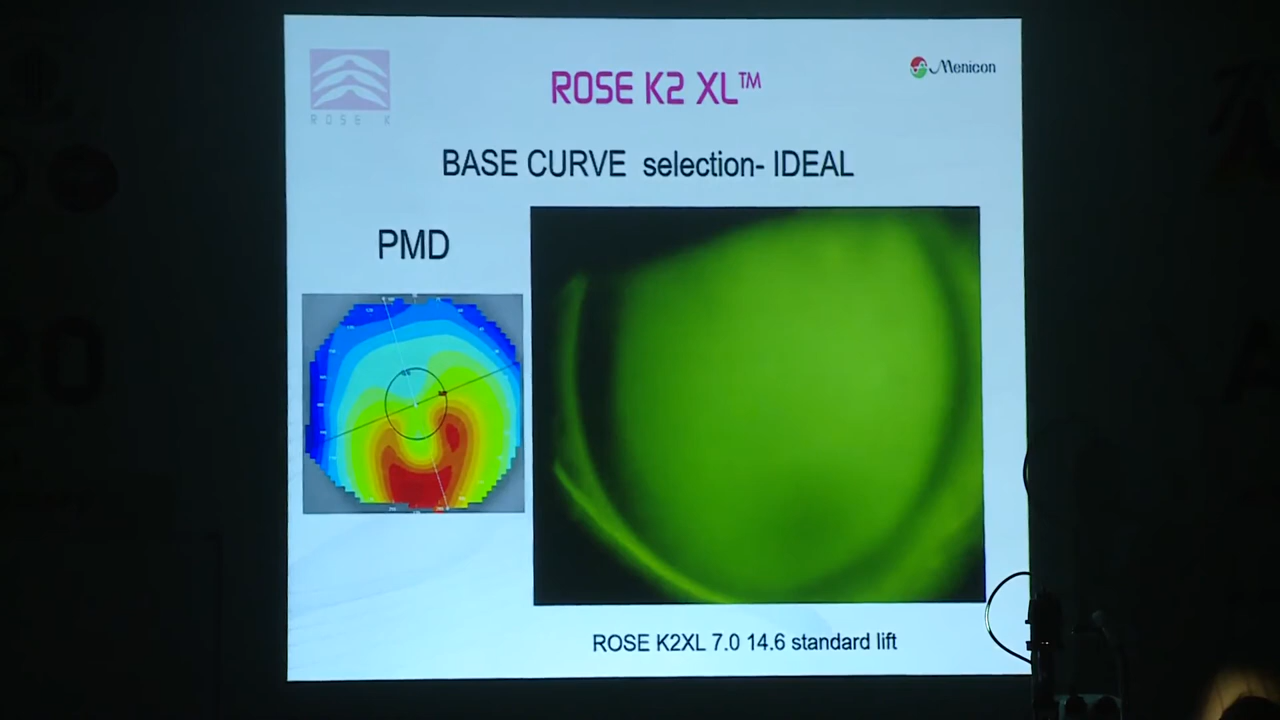 ROSE K
Menicon
ROSE K2 XL™
BASE CURVE selection- IDEAL
PMD
ROSE K2XL 7.0 14.6 standard lift